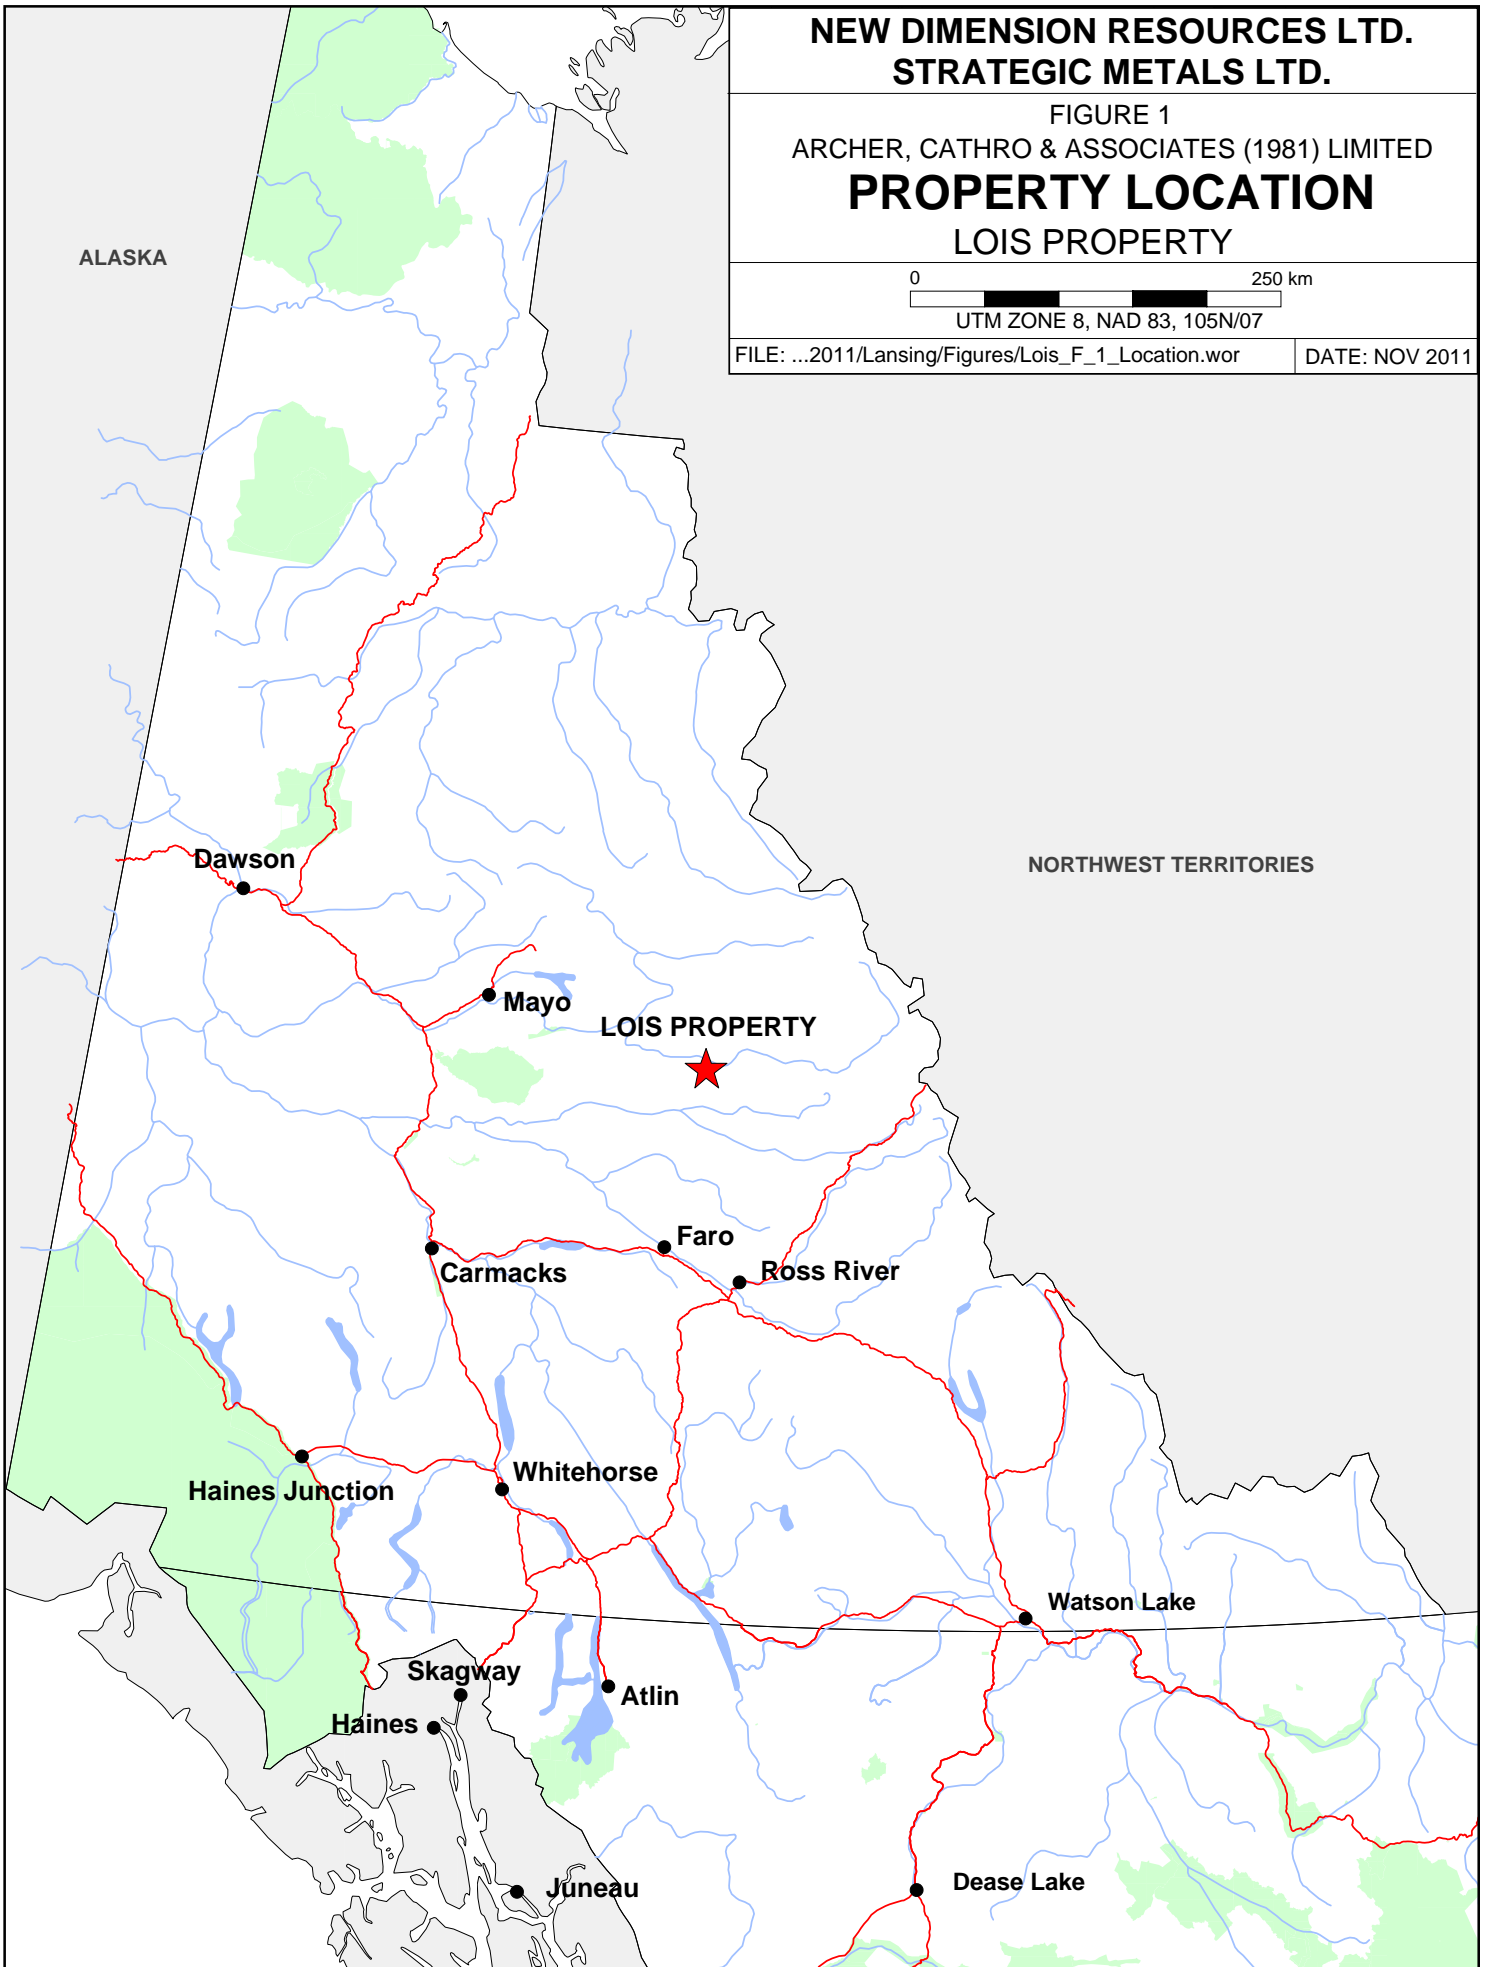 NEW DIMENSION RESOURCES LTD.
STRATEGIC METALS LTD.
FIGURE 1
ARCHER, CATHRO & ASSOCIATES (1981) LIMITED
PROPERTY LOCATION
LOIS PROPERTY
0 250 km
UTM ZONE 8, NAD 83, 105N/07
FILE: ...2011/Lansing/Figures/Lois_F_1_Location.wor DATE: NOV 2011
ALASKA
Dawson
NORTHWEST TERRITORIES
Mayo
LOIS PROPERTY
Faro
Carmacks
Ross River
Whitehorse
Haines Junction
Watson Lake
Skagway
Atlin
Haines
Juneau
Dease Lake